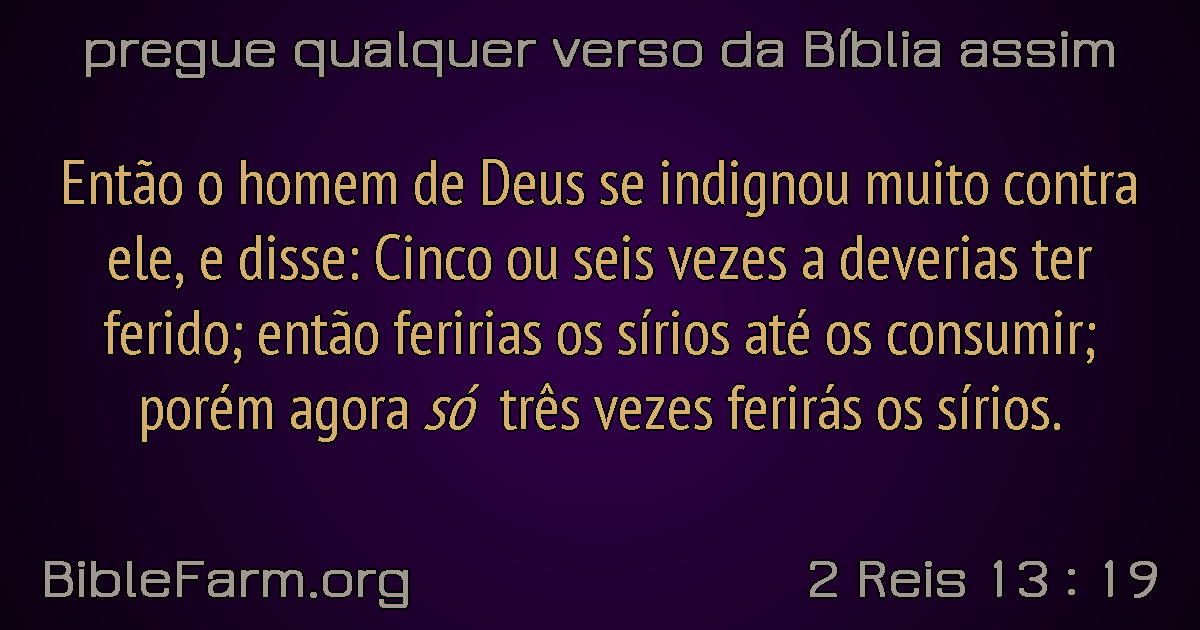 pregue qualquer verso da Bíblia assim
Então o homem de Deus se indignou muito contra
ele, e disse: Cinco ou seis vezes a deverias ter
ferido; então feririas os sírios até os consumir;
porém agora só três vezes ferirás os sírios.
BibleFarm.org
2 Reis 13 : 19